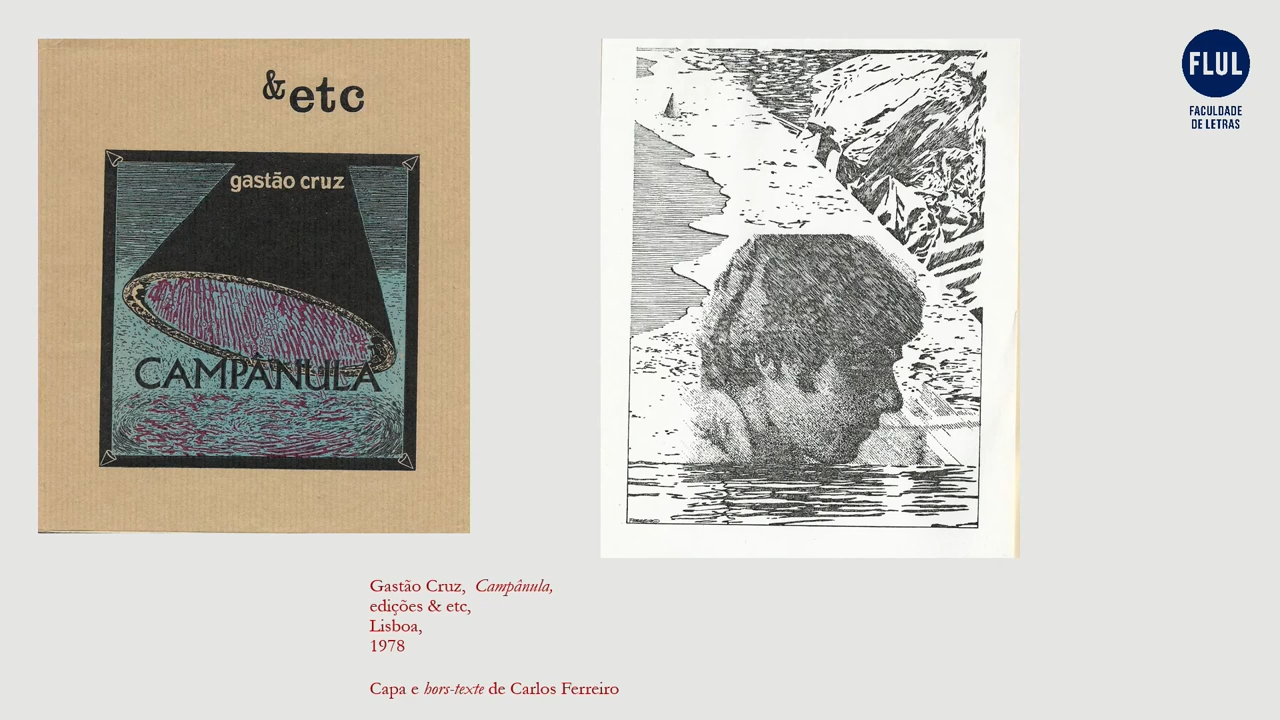 & etc
gastão cruz
CAMPÂNULA
FLUL
FACULDADE
DE LETRAS
Gastão Cruz, Campânula,
edições & etc,
Lisboa,
1978
Capa e hors-texte de Carlos Ferreiro